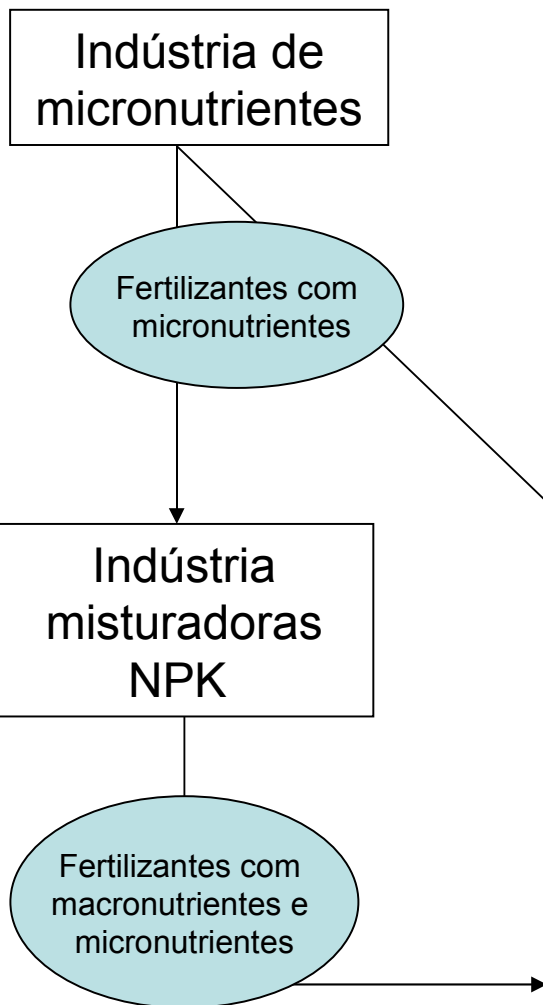 Indústria de
micronutrientes
Fertilizantes com
micronutrientes
Indústria
misturadoras
NPK
Fertilizantes com
macronutrientes e
micronutrientes